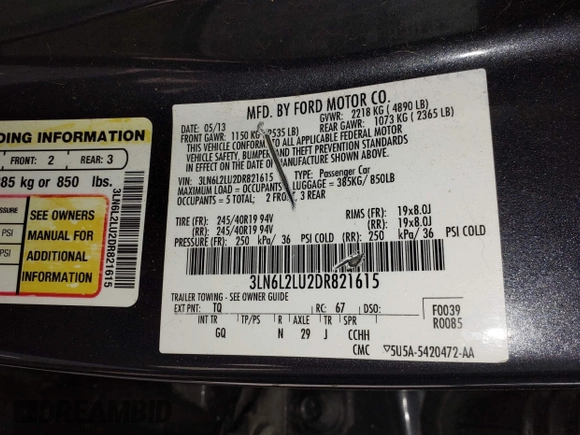 DING INFORMATION
FRONT: 2 REAR: 3
385 kg or 850 lbs.
SEE OWNERS
MANUAL FOR
ADDITIONAL
INFORMATION
3LN6L2LU2DR821615
MFD. BY FORD MOTOR CO.
DATE: 05/13 GVWR: 2218 KG ( 4890 LB)
FRONT GAWR: 1150 KG 2535 LB) REAR GAWR: 1073 KG ( 2365 LB)
THIS VEHICLE CONFORMS TO ALL APPLICABLE FEDERAL MOTOR
VEHICLE SAFETY, BUMPER, AND THEFT PREVENTION STANDARDS
IN EFFECT ON THE DATE OF MANUFACTURE SHOWN ABOVE.
VIN: 3LN6L2LU2DR821615 TYPE: Passenger Car
MAXIMUM LOAD = OCCUPANTS LUGGAGE = 385KG/ 850LB
OCCUPANTS = 5 TOTAL; 2 FRONT, 3 REAR
TIRE (FR): 245/40R19 94V RIMS (FR): 19x8.0J
(RR): 245/40R19 94V (RR): 19x8.0J
PRESSURE (FR): 250 kPa/ 36 PSI COLD (RR): 250 kPa/ 36 PSI COLD
3LN6L2LU2DR821615
TRAILER TOWING - SEE OWNER GUIDE
EXT PNT: TQ RC: 67 DSO: F0039
INT TR TP/PS R AXLE TR SPR R0085
GQ N 29 J CCHH
CMC 5U5A-5420472-AA
DREAMBID